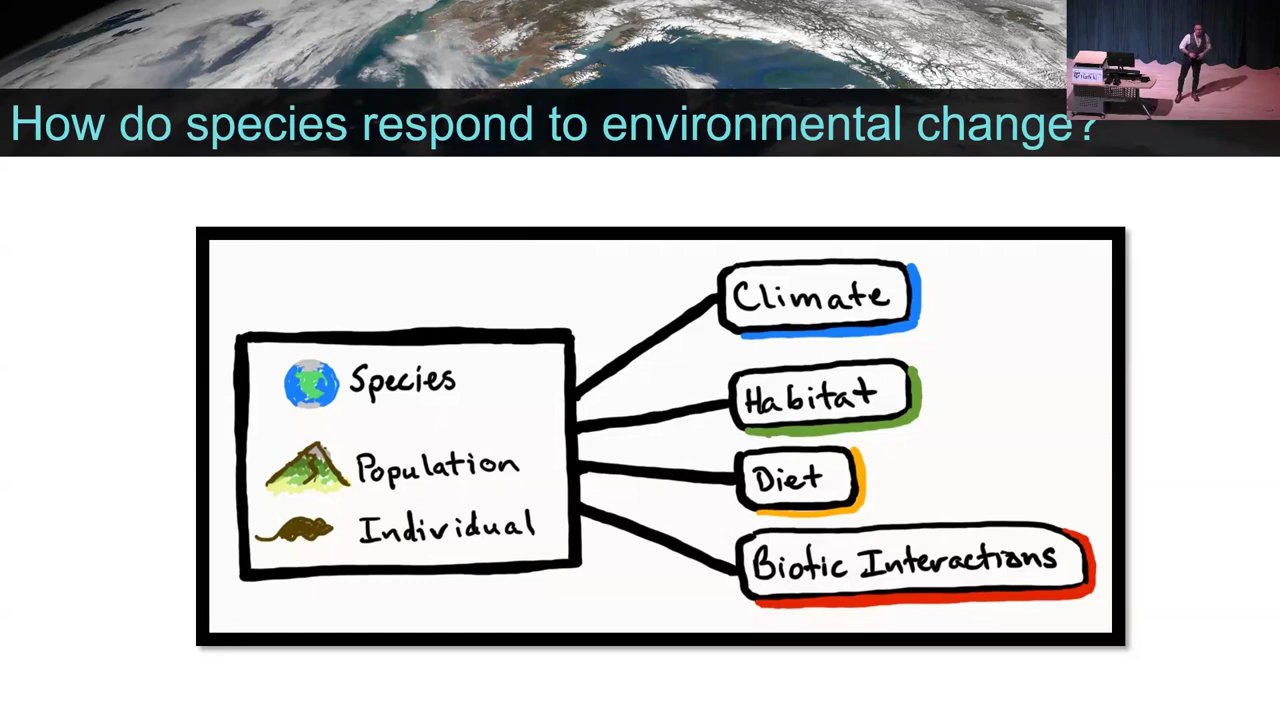 How do species respond to environmental change?
Species
Population
Individual
Climate
Habitat
Diet
Biotic Interactions